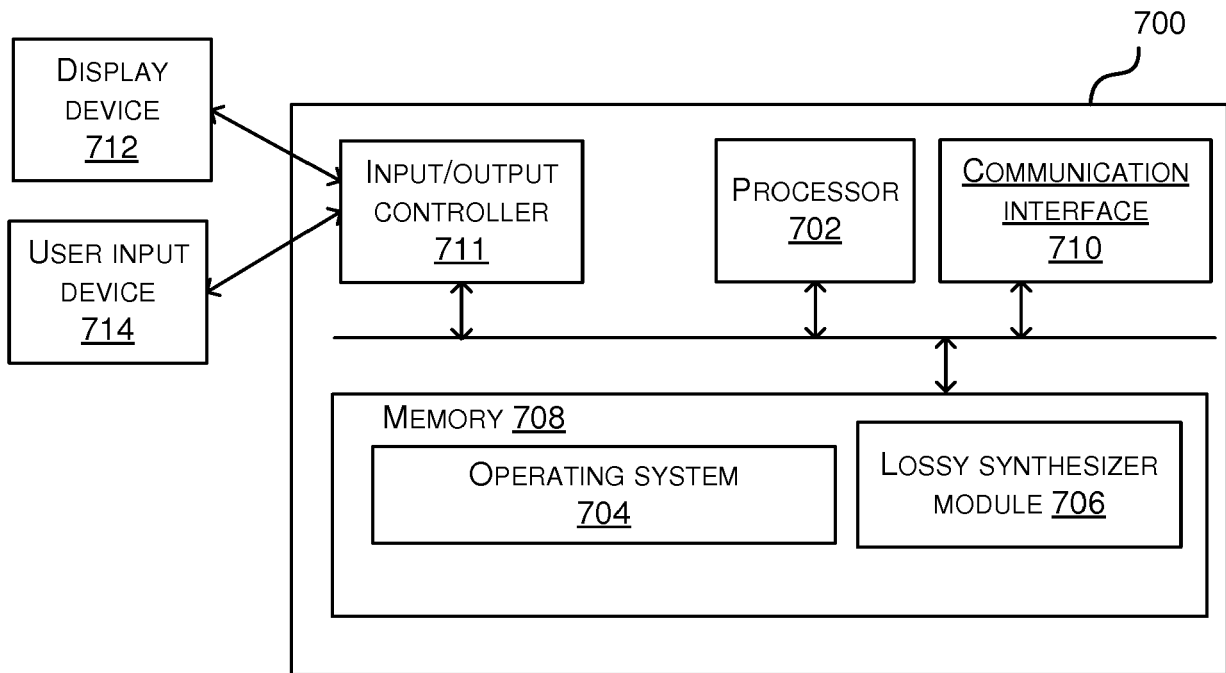 700
DISPLAY
DEVICE
712
INPUT/OUTPUT
CONTROLLER
711
PROCESSOR
702
COMMUNICATION
INTERFACE
710
USER INPUT
DEVICE
714
MEMORY 708
OPERATING SYSTEM
704
LOSSY SYNTHESIZER
MODULE 706